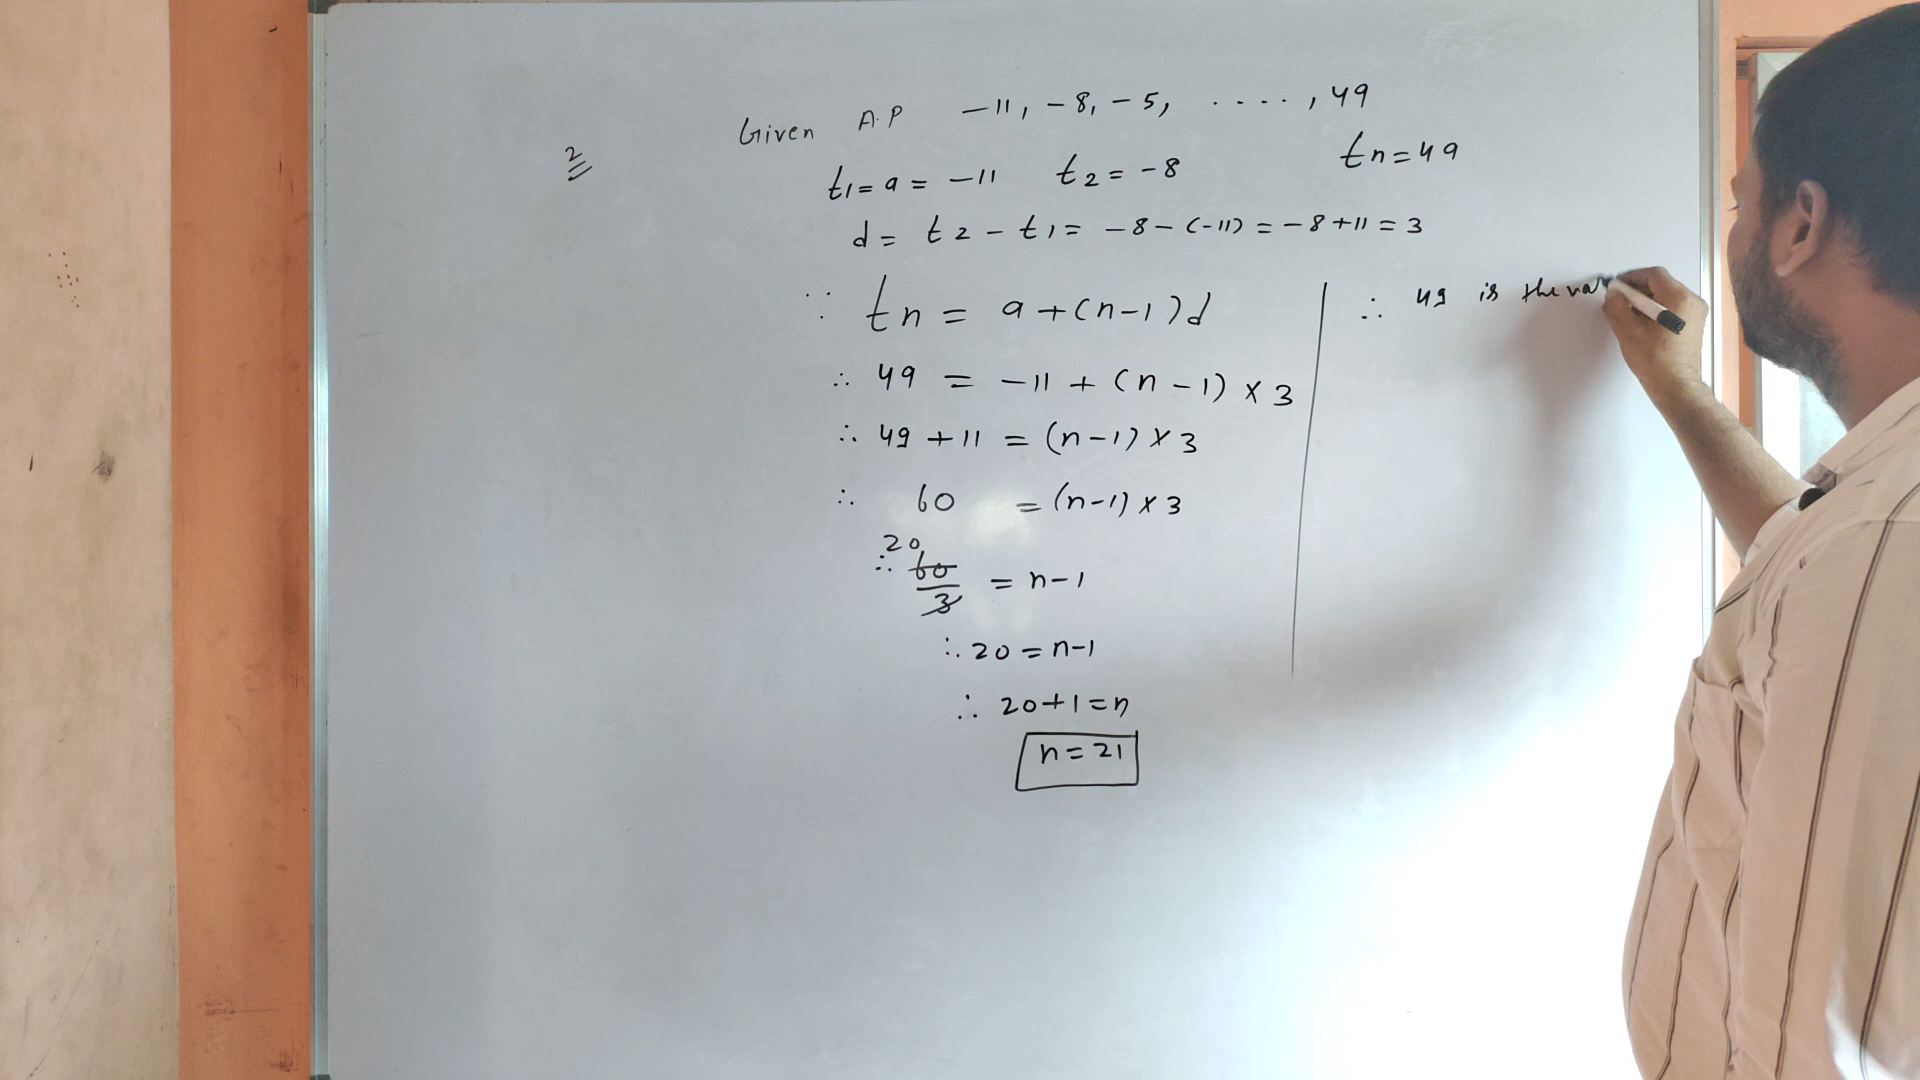 2
Given A.P -11, -8, -5, ....., 49
t1 = a = -11 t2 = -8 tn = 49
d = t2 - t1 = -8 - (-11) = -8 + 11 = 3
∵ tn = a + (n-1)d
∴ 49 = -11 + (n-1) × 3
∴ 49 + 11 = (n-1) × 3
∴ 60 = (n-1) × 3
20
∴ 60/3 = n-1
∴ 20 = n-1
∴ 20+1 = n
n = 21
∴ 49 is the va